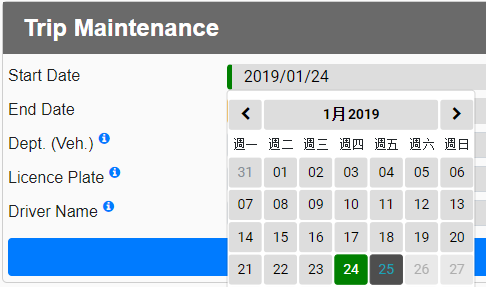 Trip Maintenance
Start Date
2019/01/24
End Date
1月 2019
Dept. (Veh.)
週一 週二 週三 週四 週五 週六 週日
31 01 02 03 04 05 06
Licence Plate
07 08 09 10 11 12 13
Driver Name
14 15 16 17 18 19 20
21 22 23 24 25 26 27